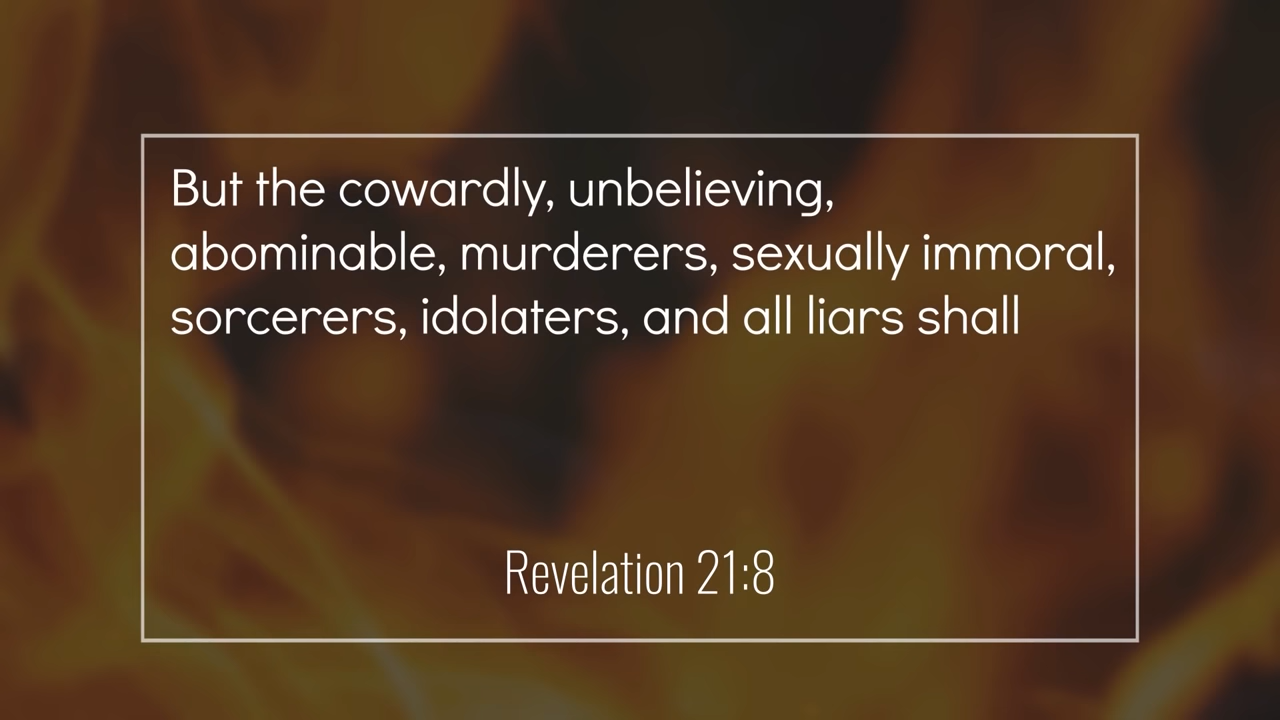 But the cowardly, unbelieving,
abominable, murderers, sexually immoral,
sorcerers, idolaters, and all liars shall
Revelation 21:8